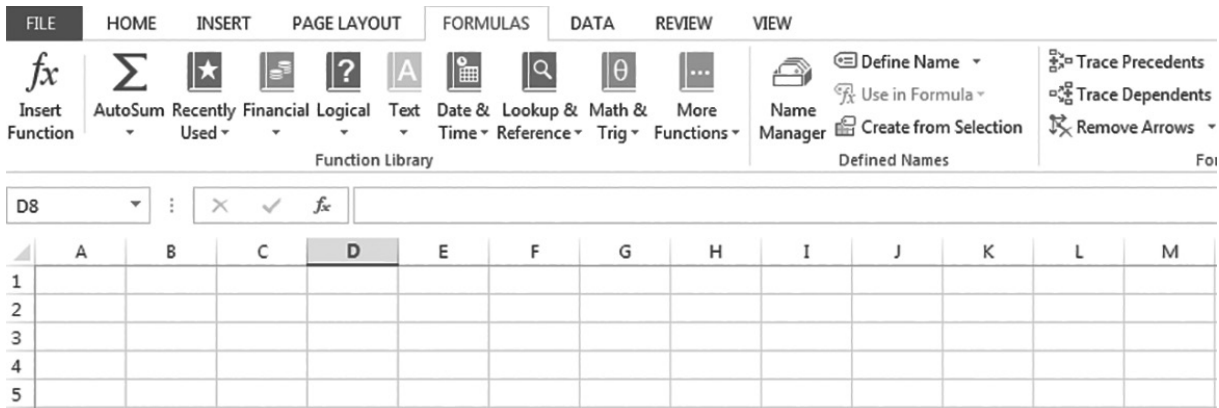 FILE HOME INSERT PAGE LAYOUT FORMULAS DATA REVIEW VIEW
fx Insert Function
AutoSum
Recently Used
Financial
Logical
Text
Date & Time
Lookup & Reference
Math & Trig
More Functions
Function Library
Name Manager
Define Name
Use in Formula
Create from Selection
Defined Names
Trace Precedents
Trace Dependents
Remove Arrows
D8 fx
A B C D E F G H I J K L M
1
2
3
4
5